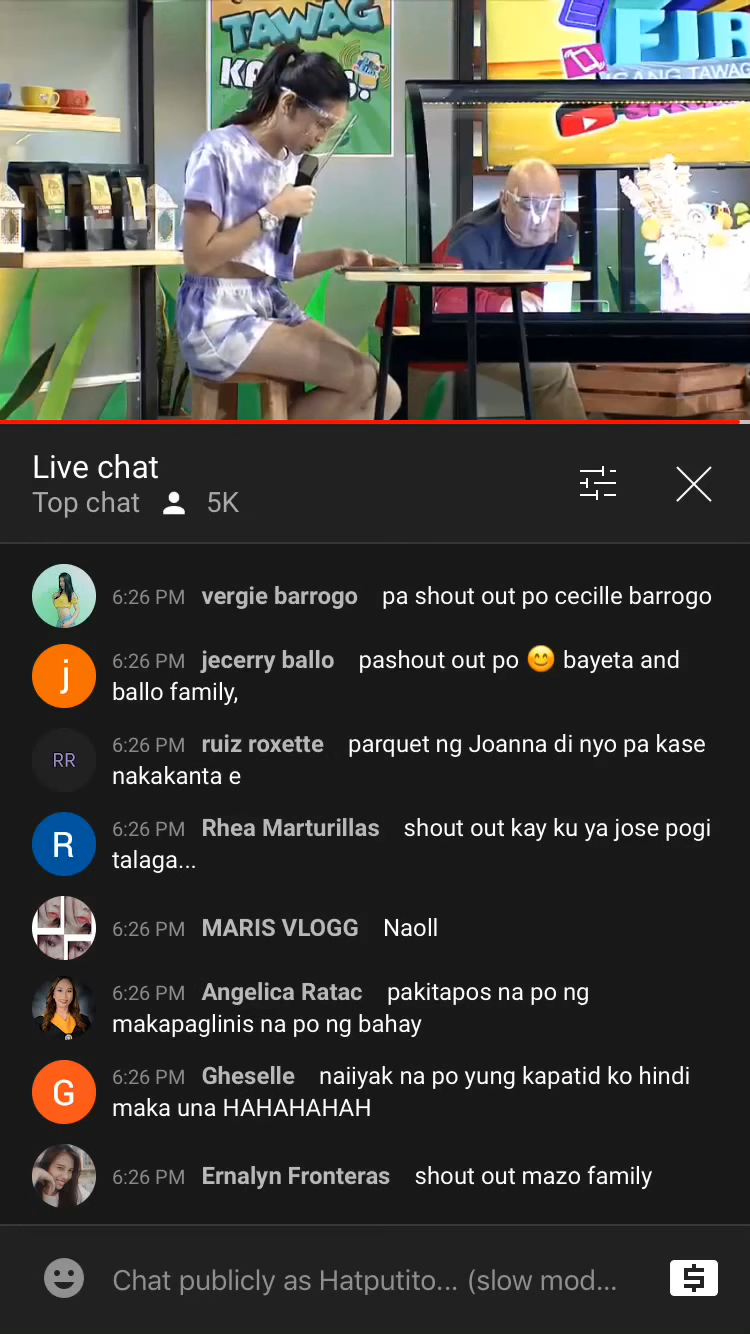 TAWAG
FIR
SANG TAWAG
Live chat
Top chat 5K
6:26 PM vergie barrogo pa shout out po cecille barrogo
j
6:26 PM jecerry ballo pashout out po 😊 bayeta and
ballo family,
RR
6:26 PM ruiz roxette parquet ng Joanna di nyo pa kase
nakakanta e
R
6:26 PM Rhea Marturillas shout out kay ku ya jose pogi
talaga...
6:26 PM MARIS VLOGG Naoll
6:26 PM Angelica Ratac pakitapos na po ng
makapaglinis na po ng bahay
G
6:26 PM Gheselle naiiyak na po yung kapatid ko hindi
maka una HAHAHAHAH
6:26 PM Ernalyn Fronteras shout out mazo family
Chat publicly as Hatputito... (slow mod...
$